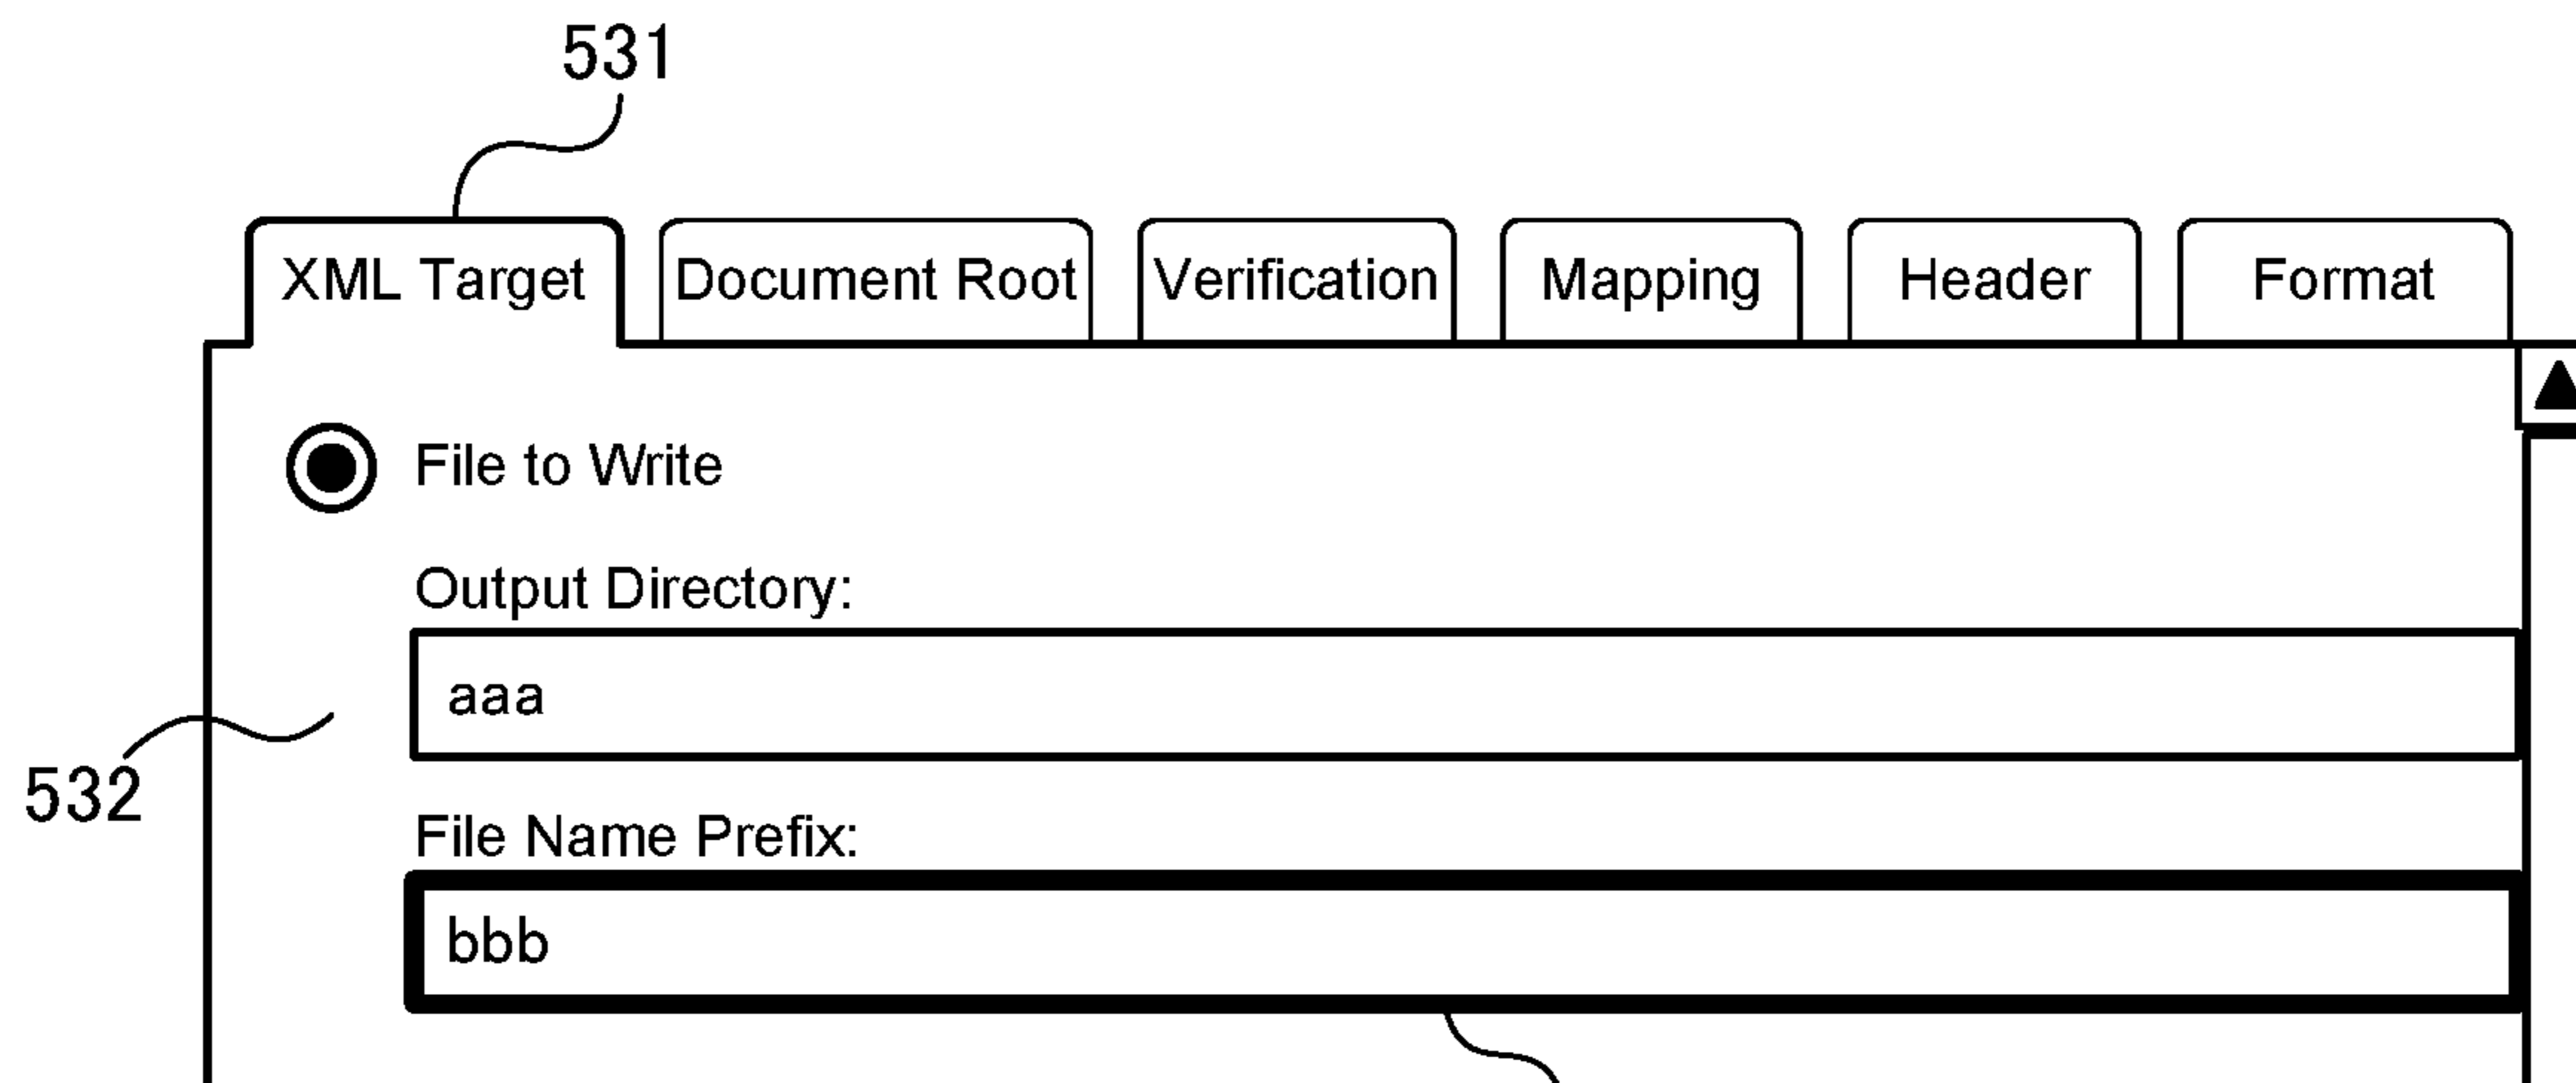 531
XML Target Document Root Verification Mapping Header Format
File to Write
Output Directory:
aaa
532
File Name Prefix:
bbb